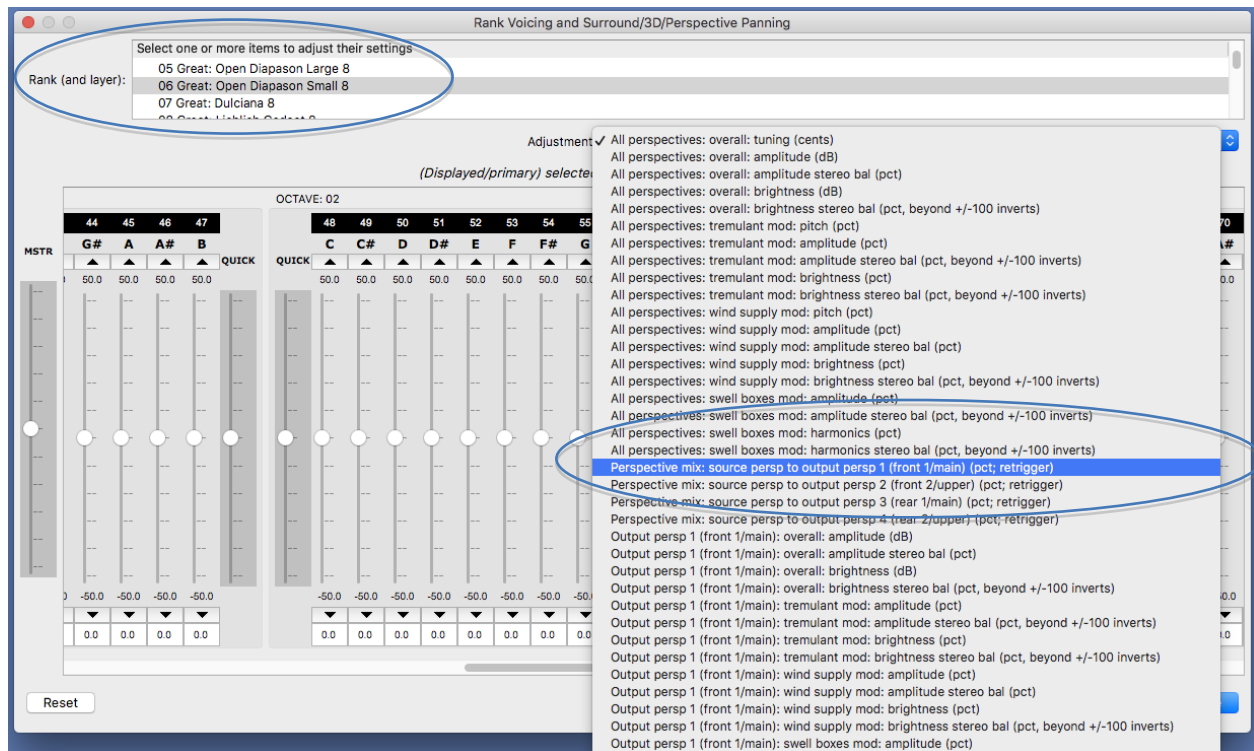 Rank Voicing and Surround/3D/Perspective Panning
Select one or more items to adjust their settings
Rank (and layer):
05 Great: Open Diapason Large 8
06 Great: Open Diapason Small 8
07 Great: Dulciana 8
Adjustment
✓ All perspectives: overall: tuning (cents)
All perspectives: overall: amplitude (dB)
All perspectives: overall: amplitude stereo bal (pct)
All perspectives: overall: brightness (dB)
All perspectives: overall: brightness stereo bal (pct, beyond +/-100 inverts)
All perspectives: tremulant mod: pitch (pct)
All perspectives: tremulant mod: amplitude (pct)
All perspectives: tremulant mod: amplitude stereo bal (pct, beyond +/-100 inverts)
All perspectives: tremulant mod: brightness (pct)
All perspectives: tremulant mod: brightness stereo bal (pct, beyond +/-100 inverts)
All perspectives: wind supply mod: pitch (pct)
All perspectives: wind supply mod: amplitude (pct)
All perspectives: wind supply mod: amplitude stereo bal (pct)
All perspectives: wind supply mod: brightness (pct)
All perspectives: wind supply mod: brightness stereo bal (pct, beyond +/-100 inverts)
All perspectives: swell boxes mod: amplitude (pct)
All perspectives: swell boxes mod: amplitude stereo bal (pct, beyond +/-100 inverts)
All perspectives: swell boxes mod: harmonics (pct)
All perspectives: swell boxes mod: harmonics stereo bal (pct, beyond +/-100 inverts)
Perspective mix: source persp to output persp 1 (front 1/main) (pct; retrigger)
Perspective mix: source persp to output persp 2 (front 2/upper) (pct; retrigger)
Perspective mix: source persp to output persp 3 (rear 1/main) (pct; retrigger)
Perspective mix: source persp to output persp 4 (rear 2/upper) (pct; retrigger)
Output persp 1 (front 1/main): overall: amplitude (dB)
Output persp 1 (front 1/main): overall: amplitude stereo bal (pct)
Output persp 1 (front 1/main): overall: brightness (dB)
Output persp 1 (front 1/main): overall: brightness stereo bal (pct, beyond +/-100 inverts)
Output persp 1 (front 1/main): tremulant mod: amplitude (pct)
Output persp 1 (front 1/main): tremulant mod: amplitude stereo bal (pct, beyond +/-100 inverts)
Output persp 1 (front 1/main): tremulant mod: brightness (pct)
Output persp 1 (front 1/main): tremulant mod: brightness stereo bal (pct, beyond +/-100 inverts)
Output persp 1 (front 1/main): wind supply mod: amplitude (pct)
Output persp 1 (front 1/main): wind supply mod: amplitude stereo bal (pct)
Output persp 1 (front 1/main): wind supply mod: brightness (pct)
Output persp 1 (front 1/main): wind supply mod: brightness stereo bal (pct, beyond +/-100 inverts)
Output persp 1 (front 1/main): swell boxes mod: amplitude (pct)
(Displayed/primary)
OCTAVE: 02
44 45 46 47 48 49 50 51 52 53 54 55 70
MSTR G# A A# B QUICK QUICK C C# D D# E F F# G
50.0 50.0 50.0 50.0 50.0 50.0 50.0 50.0 50.0 50.0 50.0
-50.0 -50.0 -50.0 -50.0 -50.0 -50.0 -50.0 -50.0 -50.0 -50.0 -50.0
0.0 0.0 0.0 0.0 0.0 0.0 0.0 0.0 0.0 0.0 0.0 0.0
Reset